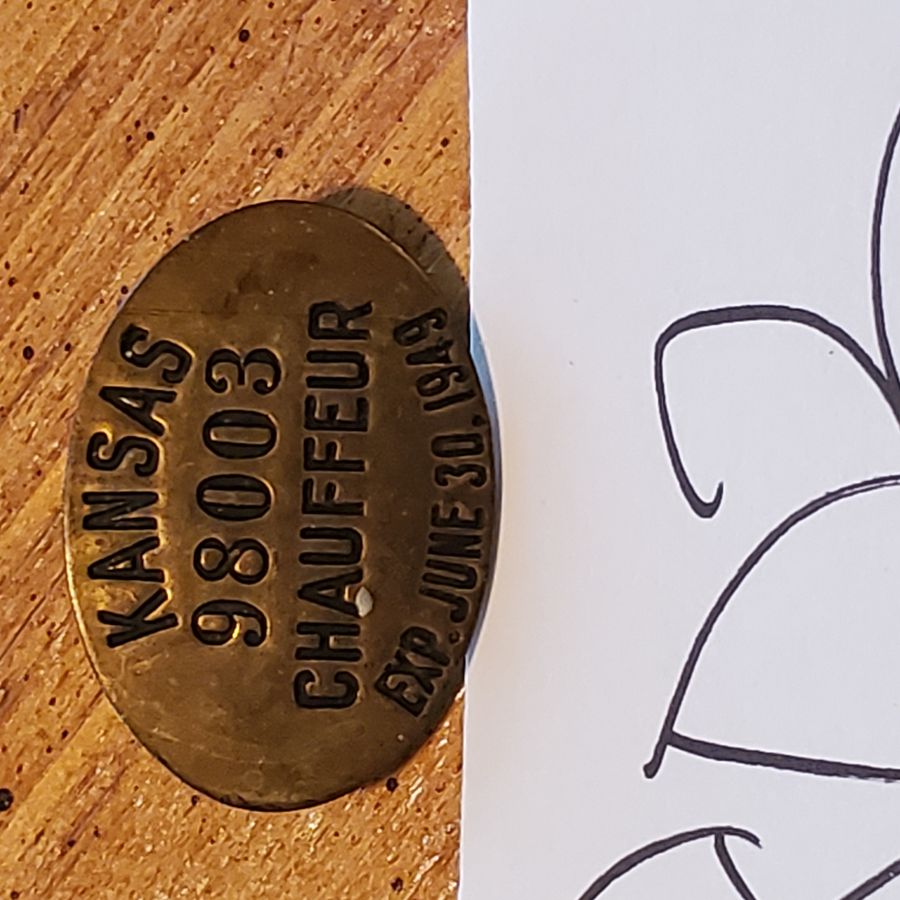 KANSAS
98003
CHAUFFEUR
EXP. JUNE 30, 1949